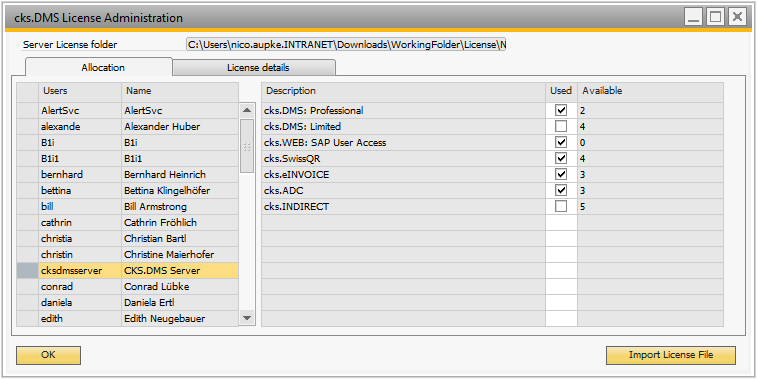 cks.DMS License Administration
Server License folder C:\Users\nico.aupke.INTRANET\Downloads\WorkingFolder\License\N
Allocation License details
Users Name Description Used Available
AlertSvc AlertSvc cks.DMS: Professional 2
alexande Alexander Huber cks.DMS: Limited 4
B1i B1i cks.WEB: SAP User Access 0
B1i1 B1i1 cks.SwissQR 4
bernhard Bernhard Heinrich cks.eINVOICE 3
bettina Bettina Klingelhöfer cks.ADC 3
bill Bill Armstrong cks.INDIRECT 5
cathrin Cathrin Fröhlich
christia Christian Bartl
christin Christine Maierhofer
cksdmsserver CKS.DMS Server
conrad Conrad Lübke
daniela Daniela Ertl
edith Edith Neugebauer
OK Import License File